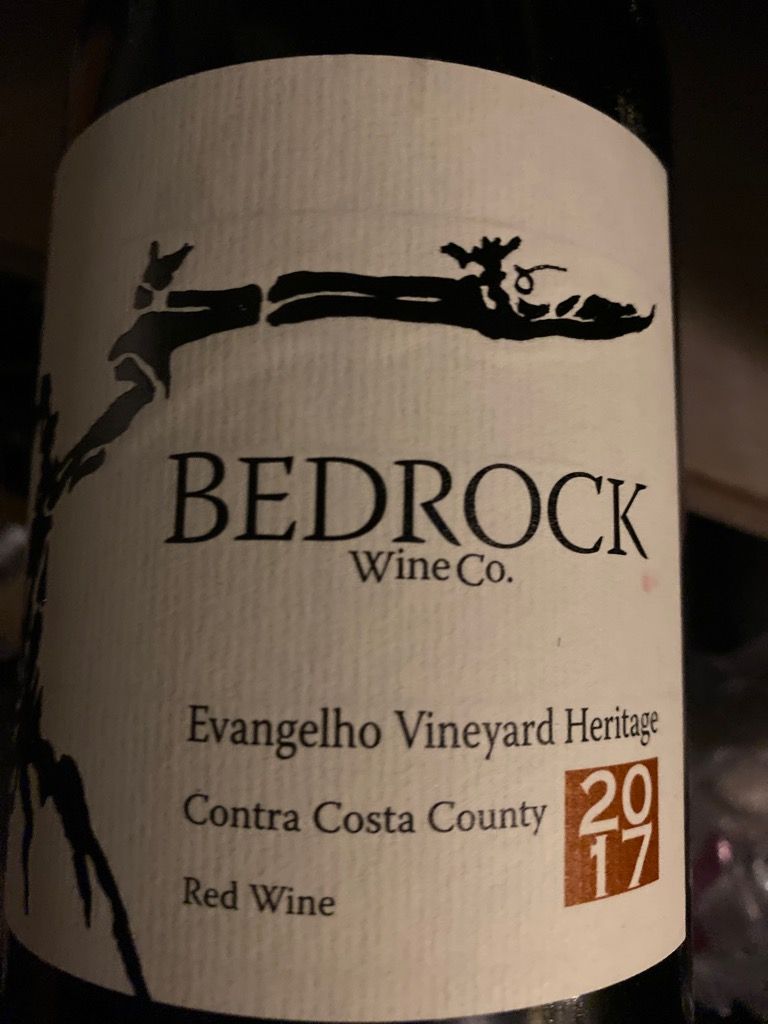 BEDROCK
Wine Co.
Evangelho Vineyard Heritage
Contra Costa County
Red Wine
20
17